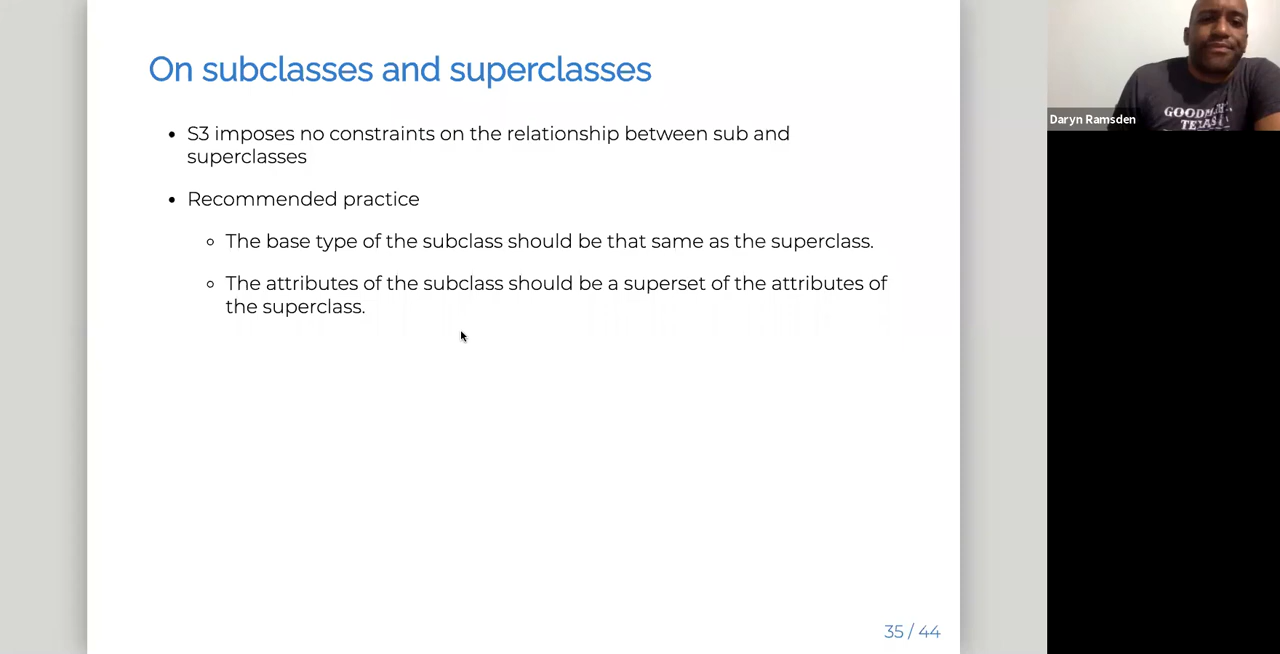 On subclasses and superclasses
S3 imposes no constraints on the relationship between sub and
superclasses
Recommended practice
The base type of the subclass should be that same as the superclass.
The attributes of the subclass should be a superset of the attributes of
the superclass.
35 / 44
Daryn Ramsden